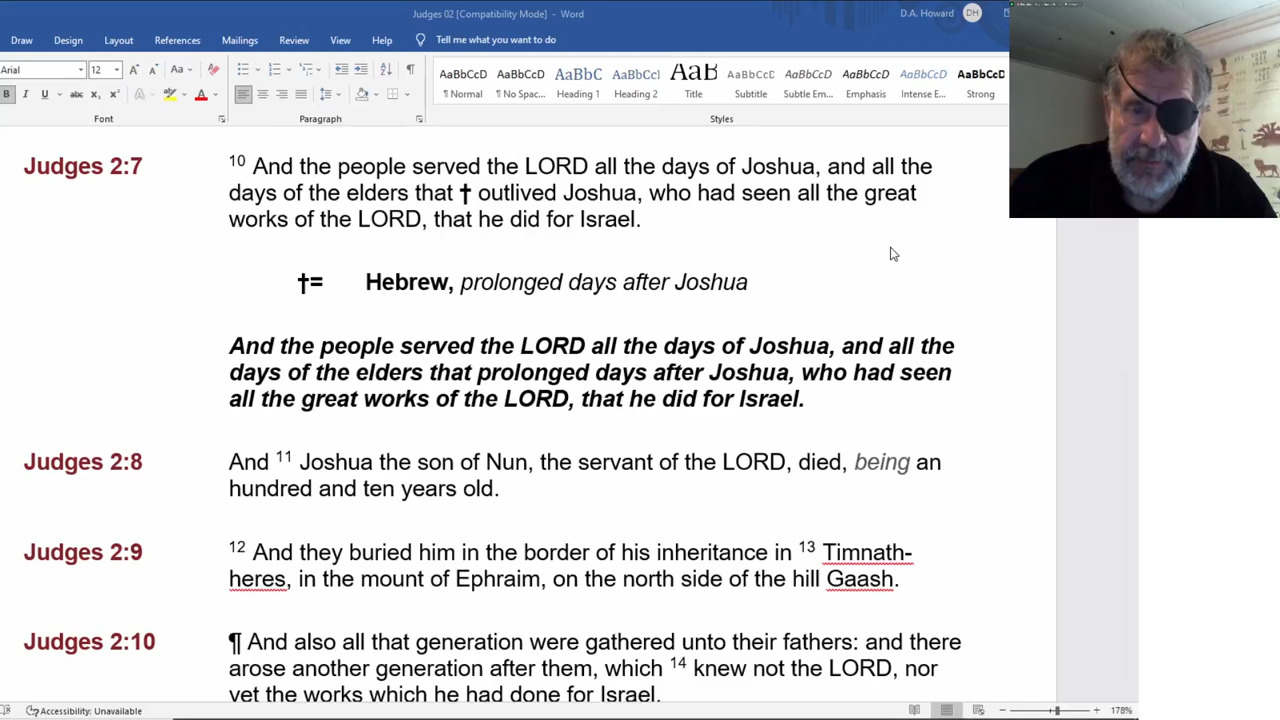 Judges 02 [Compatibility Mode] - Word
D.A. Howard DH
Draw Design Layout References Mailings Review View Help Tell me what you want to do
Arial 12 Aa
AaBbCcD AaBbCcD AaBbC AaBbCcl AaB AaBbCcD AaBbCcD AaBbCcD AaBbCcD AaBbCcD
B I U abc x₂ x² A A
¶ Normal ¶ No Spac... Heading 1 Heading 2 Title Subtitle Subtle Em... Emphasis Intense E... Strong
Font Paragraph Styles
Judges 2:7 ¹⁰ And the people served the LORD all the days of Joshua, and all the
days of the elders that † outlived Joshua, who had seen all the great
works of the LORD, that he did for Israel.
†= Hebrew, prolonged days after Joshua
And the people served the LORD all the days of Joshua, and all the
days of the elders that prolonged days after Joshua, who had seen
all the great works of the LORD, that he did for Israel.
Judges 2:8 And ¹¹ Joshua the son of Nun, the servant of the LORD, died, being an
hundred and ten years old.
Judges 2:9 ¹² And they buried him in the border of his inheritance in ¹³ Timnath-
heres, in the mount of Ephraim, on the north side of the hill Gaash.
Judges 2:10 ¶ And also all that generation were gathered unto their fathers: and there
arose another generation after them, which ¹⁴ knew not the LORD, nor
yet the works which he had done for Israel.
Accessibility: Unavailable 178%